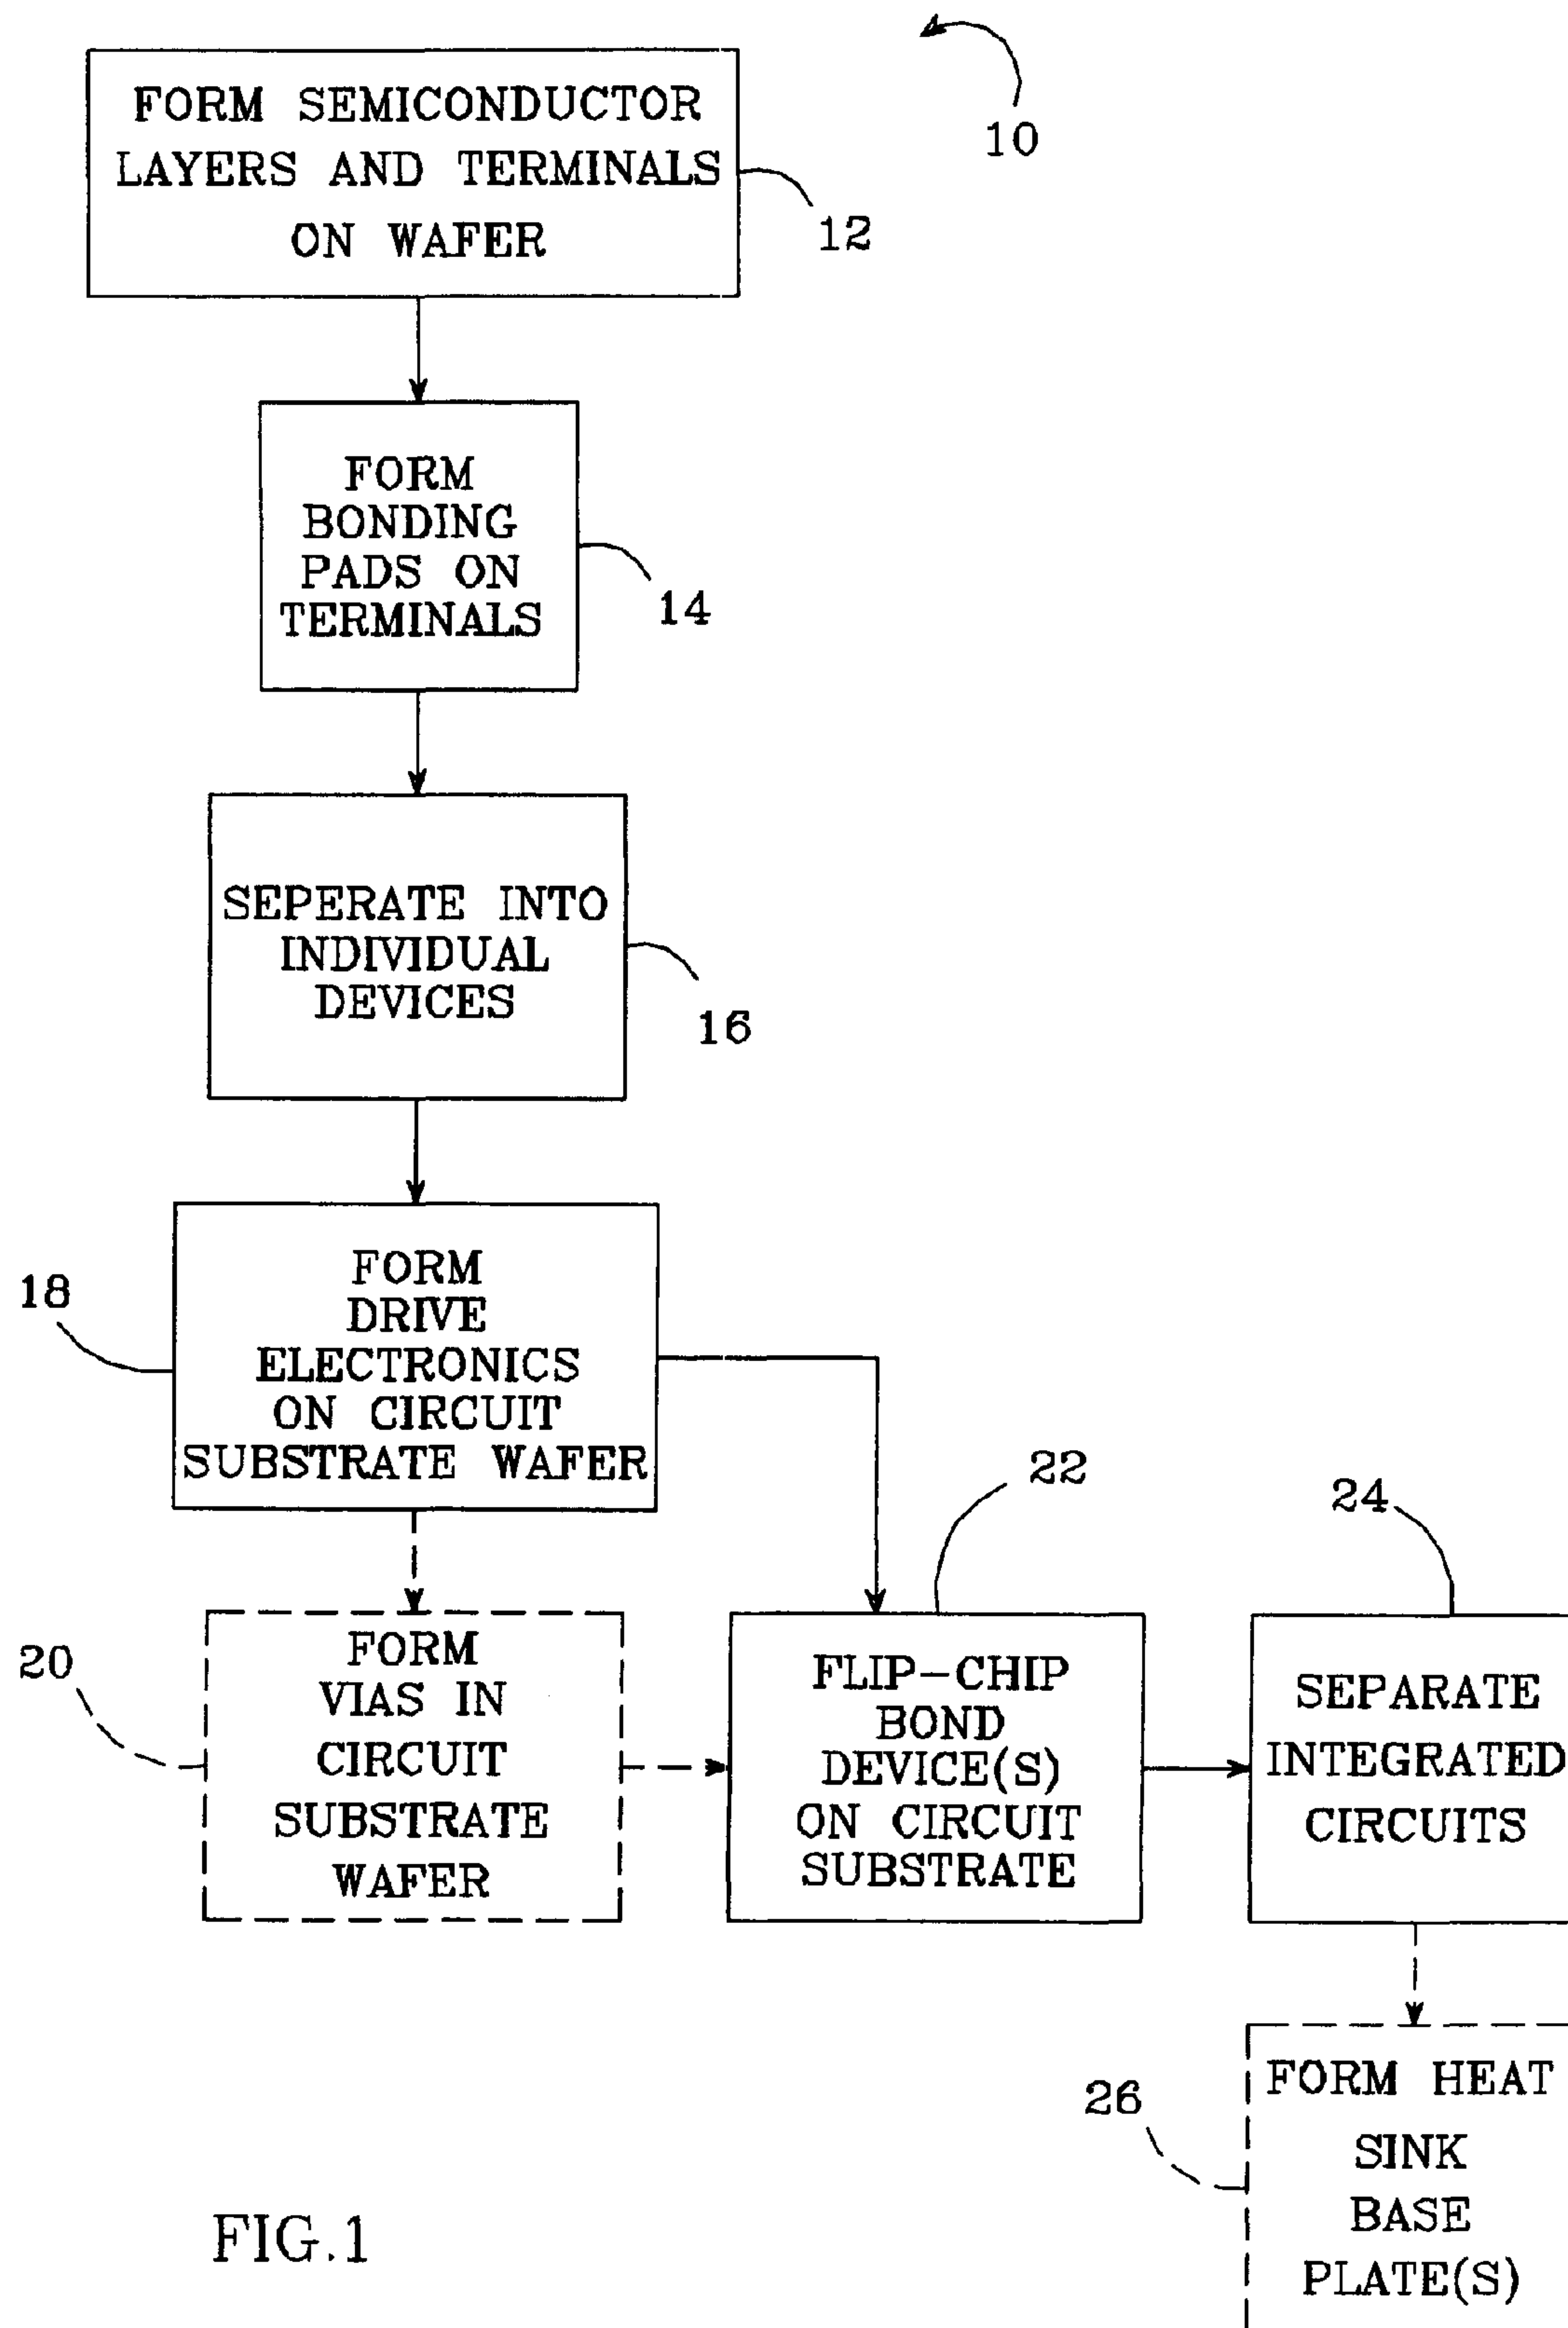 10
FORM SEMICONDUCTOR
LAYERS AND TERMINALS
ON WAFER
12
FORM
BONDING
PADS ON
TERMINALS
14
SEPERATE INTO
INDIVIDUAL
DEVICES
16
18
FORM
DRIVE
ELECTRONICS
ON CIRCUIT
SUBSTRATE WAFER
20
FORM
VIAS IN
CIRCUIT
SUBSTRATE
WAFER
22
FLIP-CHIP
BOND
DEVICE(S)
ON CIRCUIT
SUBSTRATE
24
SEPARATE
INTEGRATED
CIRCUITS
26
FORM HEAT
SINK
BASE
PLATE(S)
FIG.1